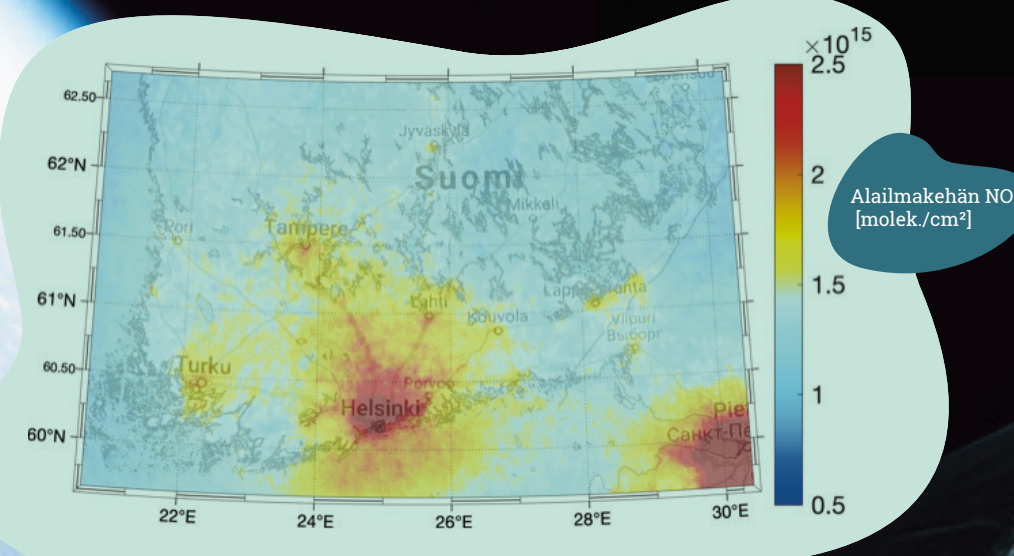 ×10¹⁵
2.5
62.50
Jyväskylä
62°N
Suomi
2
Mikkeli
Alailmakehän NO
[molek./cm²]
61.50
Pori
Tampere
1.5
61°N
Lahti
Lappeenranta
Kouvola
Viipuri
Выборг
60.50
Turku
Porvoo
1
Helsinki
Pie
60°N
Санкт-Пе
0.5
22°E
24°E
26°E
28°E
30°E